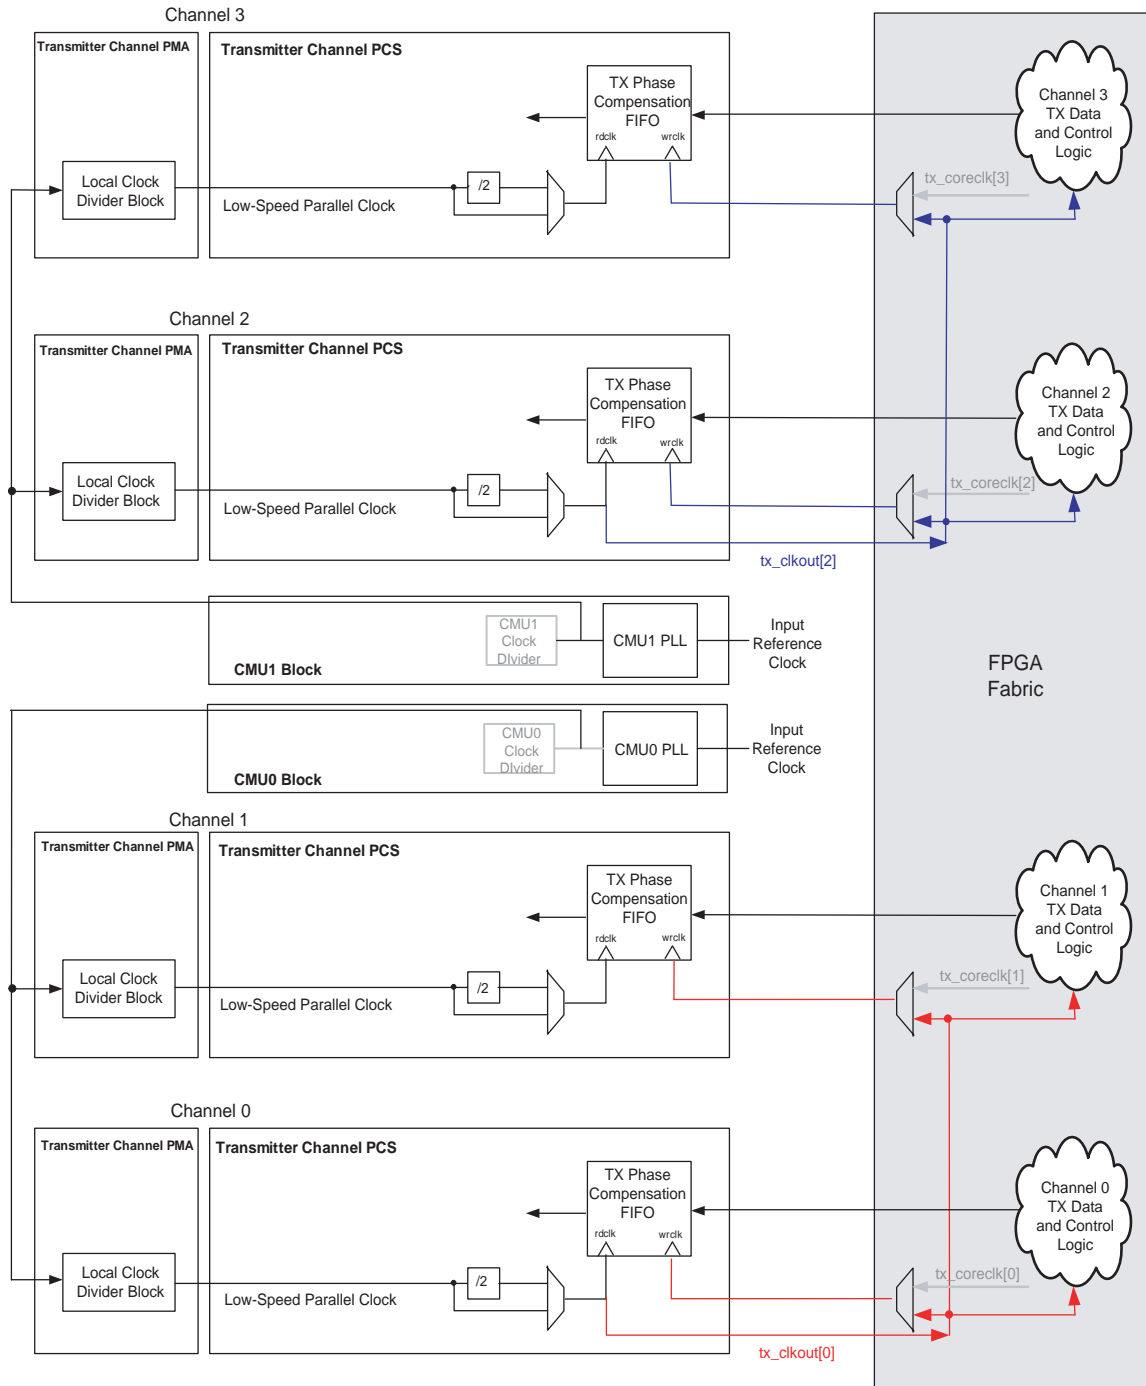 Channel 3
Transmitter Channel PMA
Transmitter Channel PCS
TX Phase
Compensation
FIFO
rdclk
wrclk
Channel 3
TX Data
and Control
Logic
tx_coreclk[3]
Local Clock
Divider Block
/2
Low-Speed Parallel Clock
Channel 2
Transmitter Channel PMA
Transmitter Channel PCS
TX Phase
Compensation
FIFO
rdclk
wrclk
Channel 2
TX Data
and Control
Logic
tx_coreclk[2]
Local Clock
Divider Block
/2
Low-Speed Parallel Clock
tx_clkout[2]
CMU1
Clock
DIvider
CMU1 PLL
Input
Reference
Clock
CMU1 Block
FPGA
Fabric
CMU0
Clock
DIvider
CMU0 PLL
Input
Reference
Clock
CMU0 Block
Channel 1
Transmitter Channel PMA
Transmitter Channel PCS
TX Phase
Compensation
FIFO
rdclk
wrclk
Channel 1
TX Data
and Control
Logic
tx_coreclk[1]
Local Clock
Divider Block
/2
Low-Speed Parallel Clock
Channel 0
Transmitter Channel PMA
Transmitter Channel PCS
TX Phase
Compensation
FIFO
rdclk
wrclk
Channel 0
TX Data
and Control
Logic
tx_coreclk[0]
Local Clock
Divider Block
/2
Low-Speed Parallel Clock
tx_clkout[0]